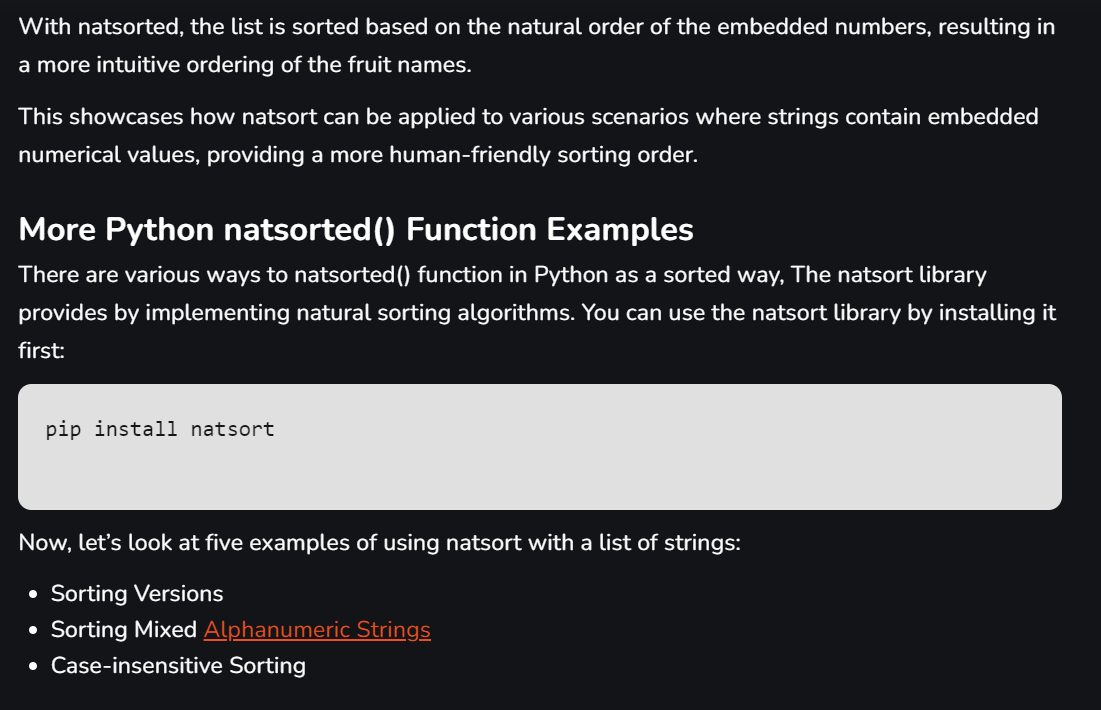 With natsorted, the list is sorted based on the natural order of the embedded numbers, resulting in
a more intuitive ordering of the fruit names.
This showcases how natsort can be applied to various scenarios where strings contain embedded
numerical values, providing a more human-friendly sorting order.
More Python natsorted() Function Examples
There are various ways to natsorted() function in Python as a sorted way, The natsort library
provides by implementing natural sorting algorithms. You can use the natsort library by installing it
first:
pip install natsort
Now, let’s look at five examples of using natsort with a list of strings:
• Sorting Versions
• Sorting Mixed Alphanumeric Strings
• Case-insensitive Sorting